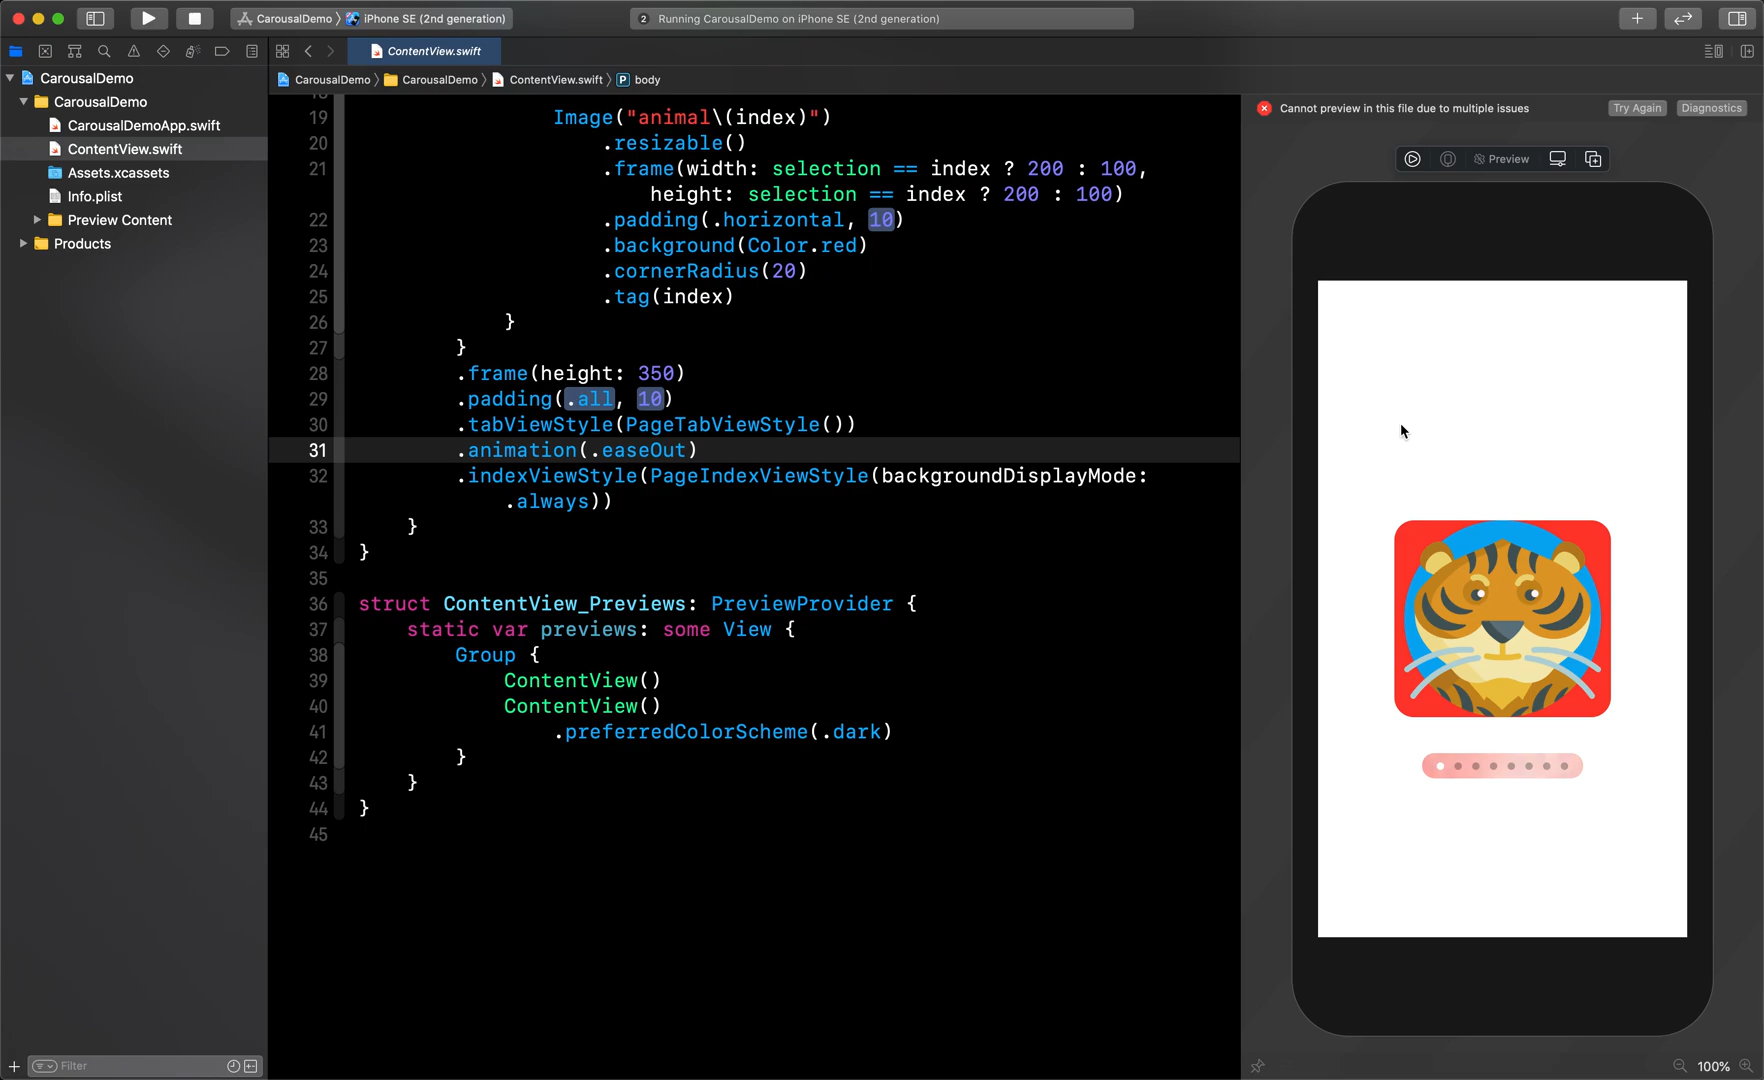 CarousalDemo
iPhone SE (2nd generation)
2 Running CarousalDemo on iPhone SE (2nd generation)
ContentView.swift
CarousalDemo
CarousalDemo
ContentView.swift
P body
CarousalDemo
CarousalDemo
CarousalDemoApp.swift
ContentView.swift
Assets.xcassets
Info.plist
Preview Content
Products
Filter
19 Image("animal\(index)")
20 .resizable()
21 .frame(width: selection == index ? 200 : 100,
height: selection == index ? 200 : 100)
22 .padding(.horizontal, 10)
23 .background(Color.red)
24 .cornerRadius(20)
25 .tag(index)
26 }
27 }
28 .frame(height: 350)
29 .padding(.all, 10)
30 .tabViewStyle(PageTabViewStyle())
31 .animation(.easeOut)
32 .indexViewStyle(PageIndexViewStyle(backgroundDisplayMode:
.always))
33 }
34 }
35
36 struct ContentView_Previews: PreviewProvider {
37 static var previews: some View {
38 Group {
39 ContentView()
40 ContentView()
41 .preferredColorScheme(.dark)
42 }
43 }
44 }
45
Cannot preview in this file due to multiple issues
Try Again
Diagnostics
Preview
100%